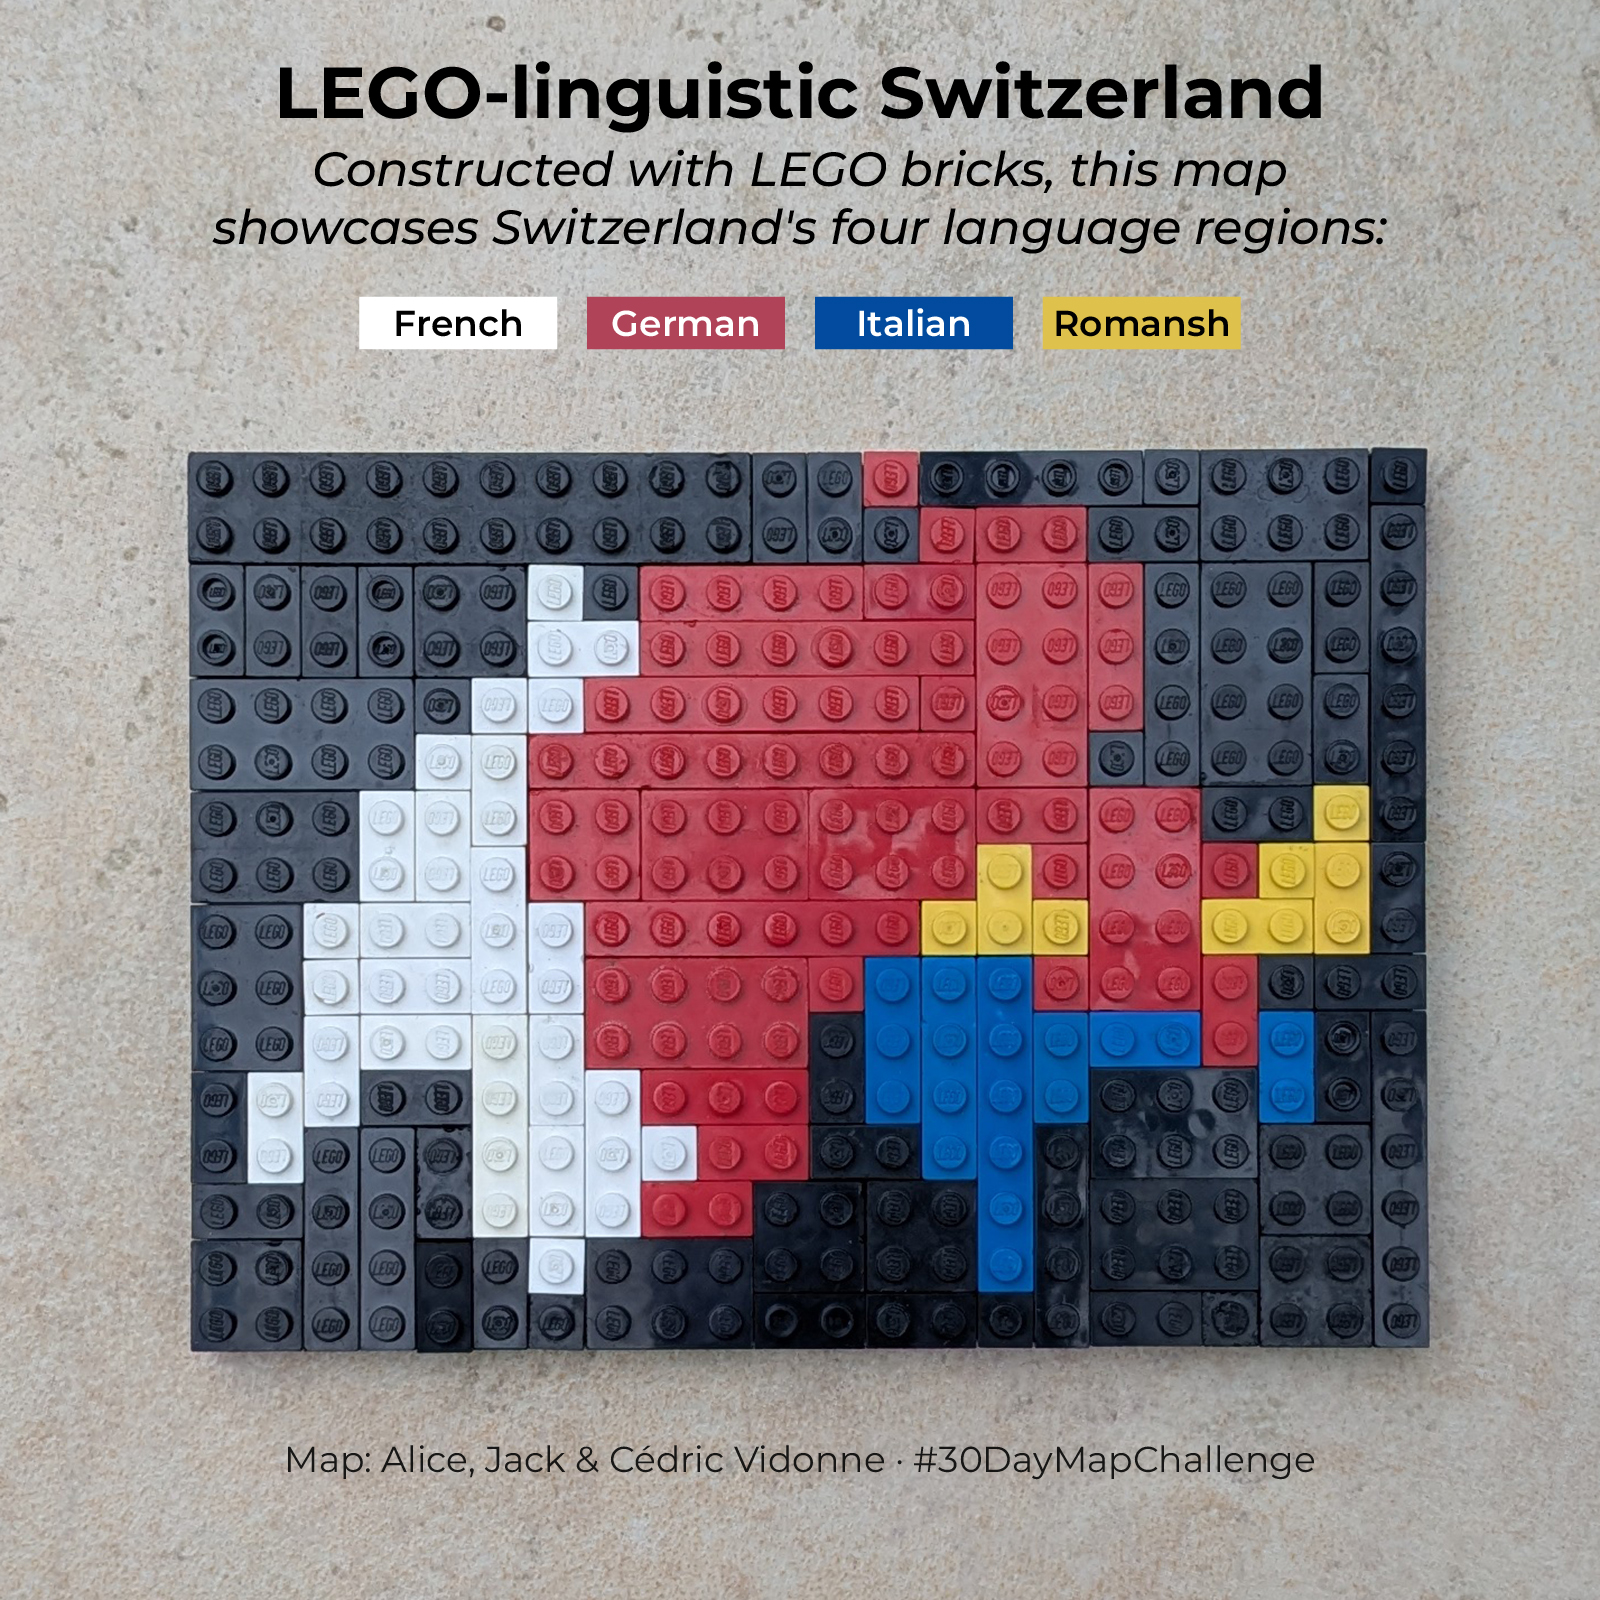 LEGO-linguistic Switzerland
Constructed with LEGO bricks, this map
showcases Switzerland's four language regions:
French
German
Italian
Romansh
Map: Alice, Jack & Cédric Vidonne · #30DayMapChallenge